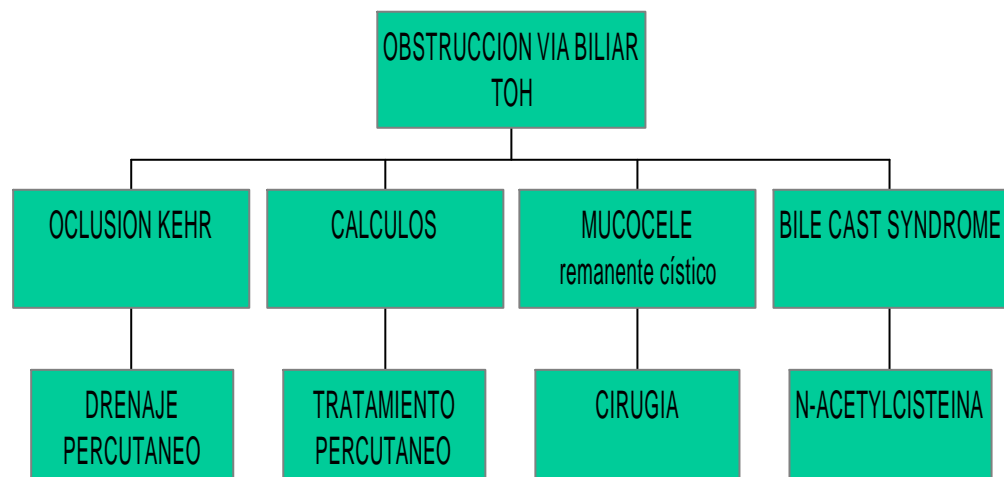 OBSTRUCCION VIA BILIAR
TOH
OCLUSION KEHR
CALCULOS
MUCOCELE
remanente cístico
BILE CAST SYNDROME
DRENAJE
PERCUTANEO
TRATAMIENTO
PERCUTANEO
CIRUGIA
N-ACETYLCISTEINA